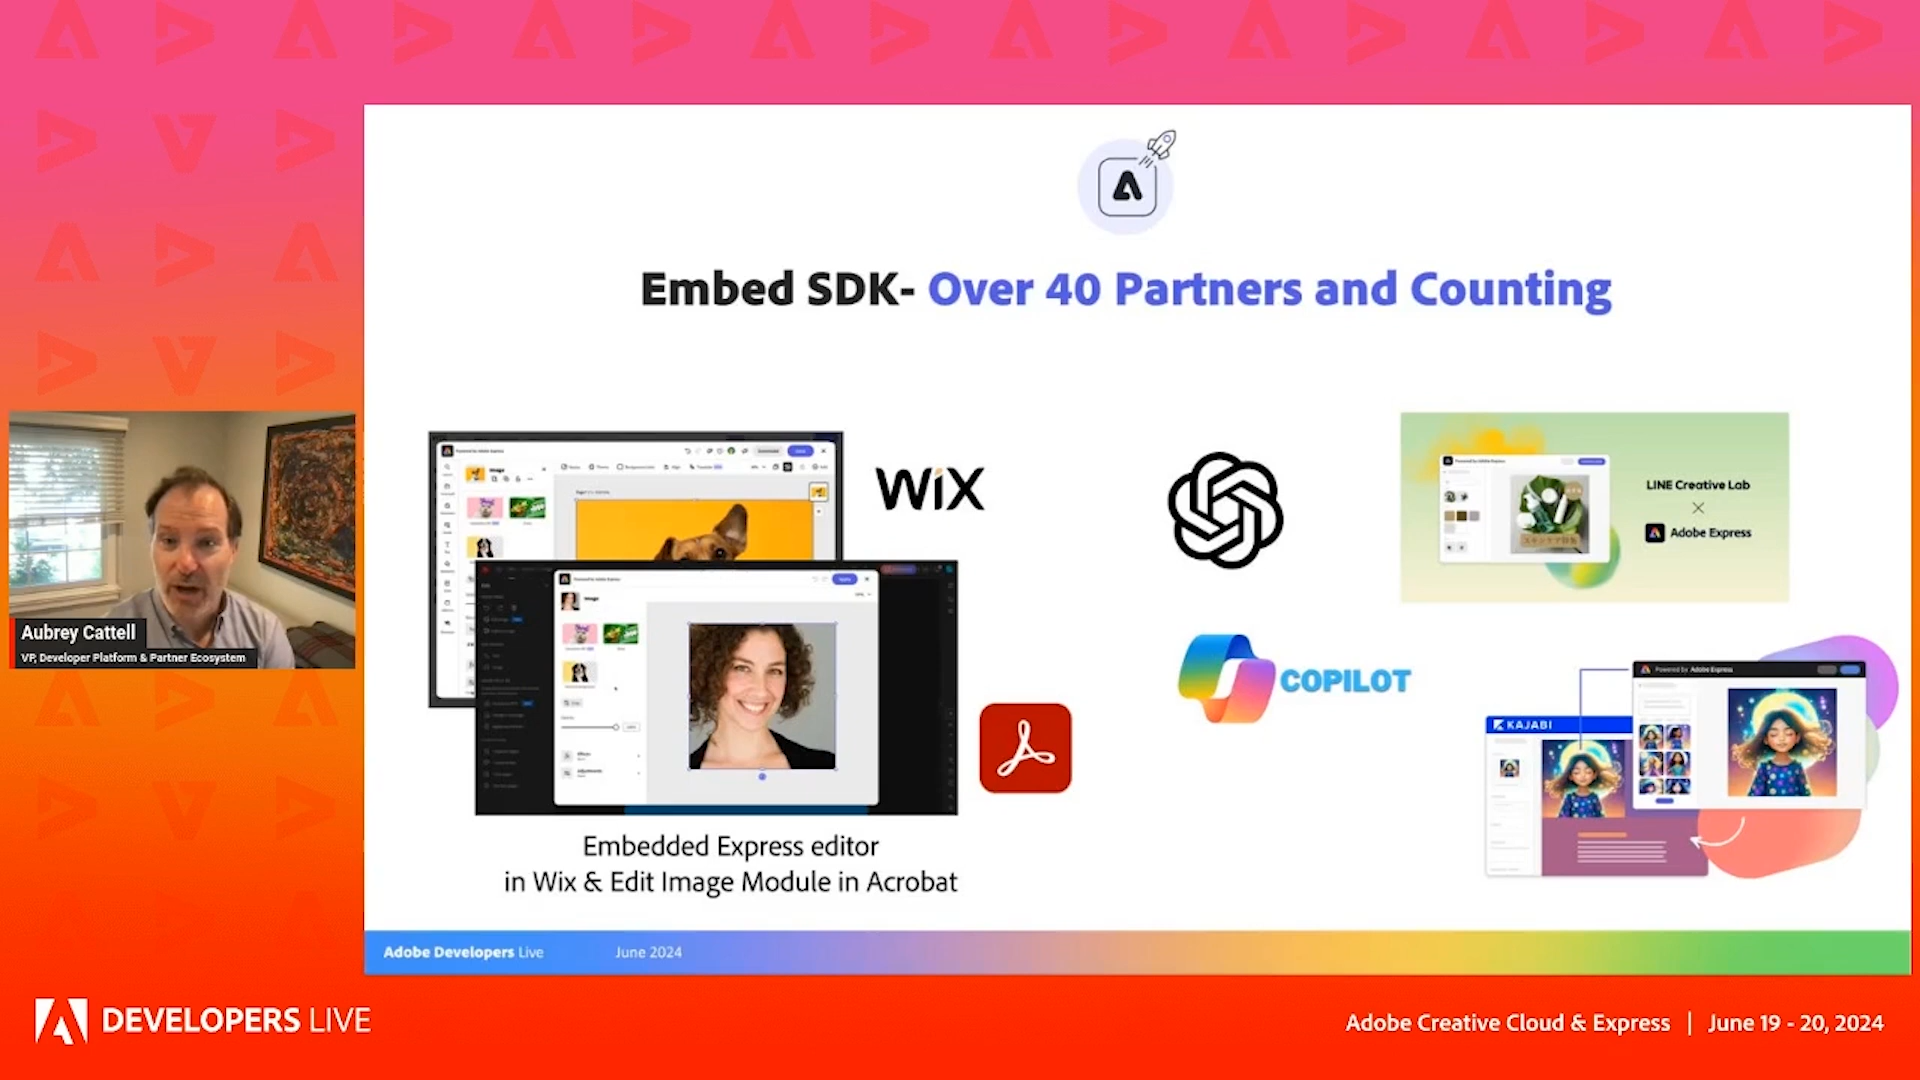 Embed SDK- Over 40 Partners and Counting
WiX
LINE Creative Lab
×
Adobe Express
COPILOT
Powered by Adobe Express
KAJABI
Embedded Express editor
in Wix & Edit Image Module in Acrobat
Aubrey Cattell
VP, Developer Platform & Partner Ecosystem
Adobe Developers Live
June 2024
DEVELOPERS LIVE
Adobe Creative Cloud & Express | June 19 - 20, 2024